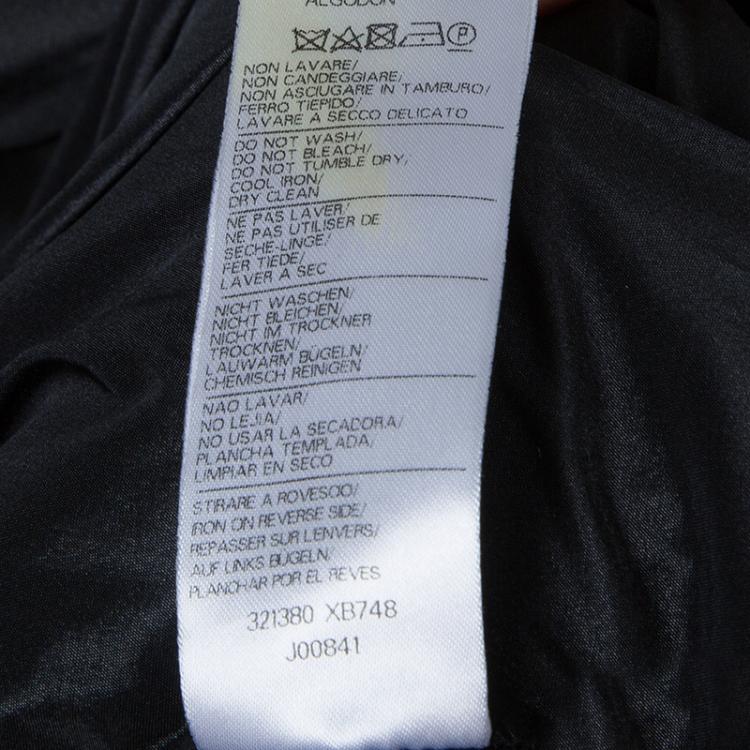 ALGODON
P
NON LAVARE/
NON CANDEGGIARE/
NON ASCIUGARE IN TAMBURO/
FERRO TIEPIDO/
LAVARE A SECCO DELICATO
DO NOT WASH/
DO NOT BLEACH/
DO NOT TUMBLE DRY,/
COOL IRON/
DRY CLEAN
NE PAS LAVER/
NE PAS UTILISER DE
SECHE-LINGE/
FER TIEDE/
LAVER A SEC
NICHT WASCHEN/
NICHT BLEICHEN/
NICHT IM TROCKNER
TROCKNEN/
LAUWARM BÜGELN/
CHEMISCH REINIGEN
NAO LAVAR/
NO LEJIA/
NO USAR LA SECADORA/
PLANCHA TEMPLADA/
LIMPIAR EN SECO
STIRARE A ROVESCIO/
IRON ON REVERSE SIDE/
REPASSER SUR L'ENVERS/
AUF LINKS BÜGELN/
PLANCHAR POR EL REVES
321380 XB748
J00841